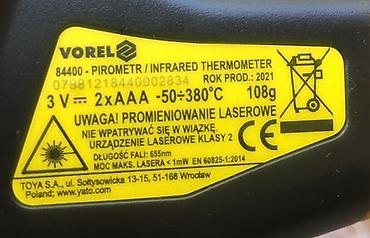 VOREL
84400 - PIROMETR / INFRARED THERMOMETER
07881218440002834 ROK PROD.: 2021
3 V 2xAAA -50÷380°C 108g
UWAGA! PROMIENIOWANIE LASEROWE
NIE WPATRYWAĆ SIĘ W WIĄZKĘ.
URZĄDZENIE LASEROWE KLASY 2
DŁUGOŚĆ FALI: 655nm
MOC MAKS. LASERA < 1mW EN 60825-1:2014
CE
TOYA S.A., ul. Sołtysowicka 13-15, 51-168 Wrocław
Poland; www.yato.com